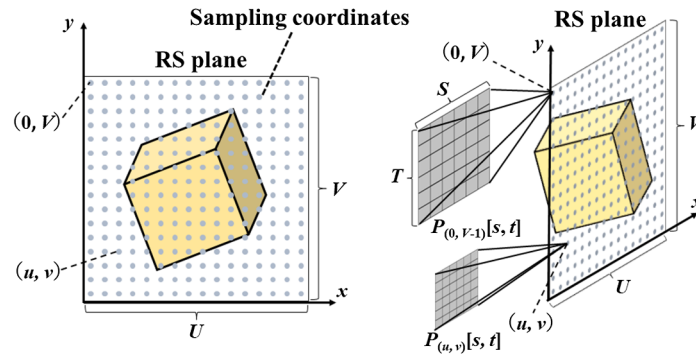 Sampling coordinates
y
RS plane
(0, V)
V
(u, v)
x
U
RS plane
(0, V)
y
S
T
V
P(0, V-1)[s, t]
x
(u, v)
U
P(u, v)[s, t]